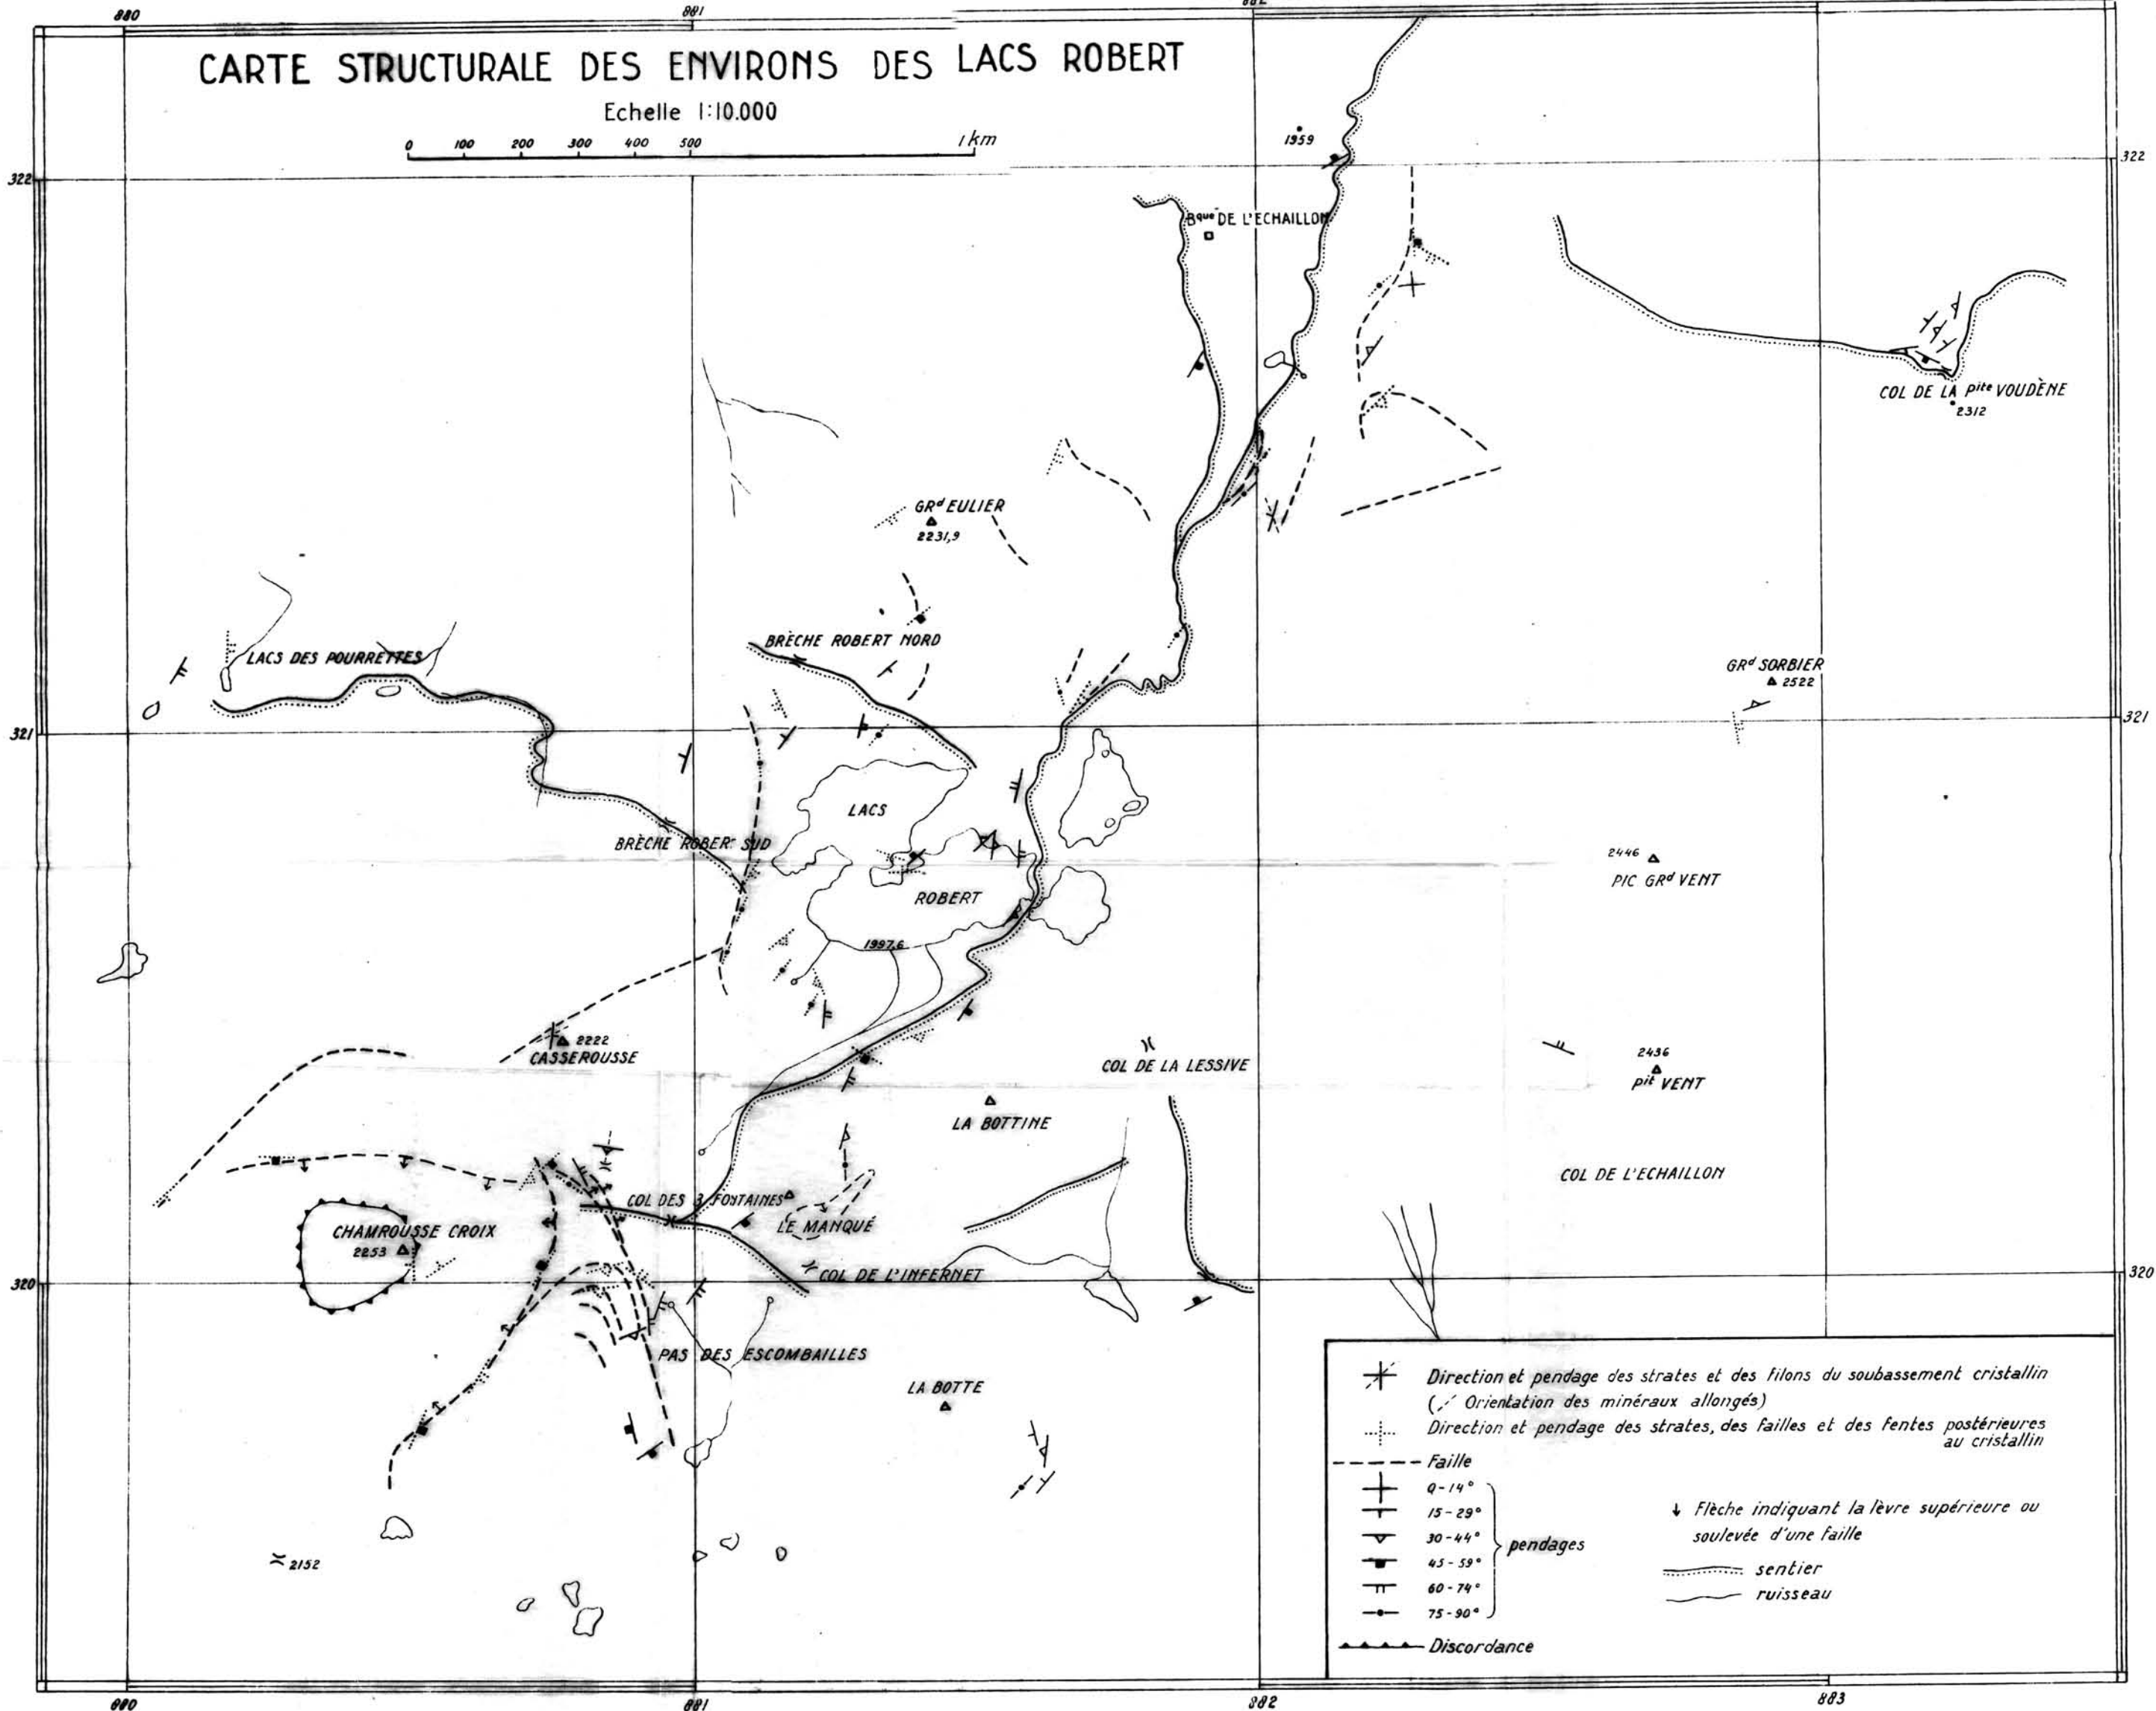 880
881
882
CARTE STRUCTURALE DES ENVIRONS DES LACS ROBERT
Echelle 1:10.000
0 100 200 300 400 500 1 km
1959
322
322
Bque DE L'ECHAILLON
COL DE LA Pite VOUDÈNE
2312
GRd EULIER
2231,9
BRÈCHE ROBERT NORD
LACS DES POURRETTES
GRd SORBIER
2522
321
321
LACS
BRÈCHE ROBERT SUD
2446
PIC GRd VENT
ROBERT
1997,6
2222
CASSEROUSSE
2436
Pit VENT
COL DE LA LESSIVE
LA BOTTINE
COL DE L'ECHAILLON
COL DES 3 FONTAINES
LE MANQUÉ
CHAMROUSSE CROIX
2253
COL DE L'INFERNET
320
320
PAS DES ESCOMBAILLES
LA BOTTE
2152
Direction et pendage des strates et des filons du soubassement cristallin
( Orientation des minéraux allongés)
Direction et pendage des strates, des failles et des fentes postérieures
au cristallin
Faille
0-14°
15-29°
30-44°
45-59°
60-74°
75-90°
pendages
Flèche indiquant la lèvre supérieure ou
soulevée d'une faille
sentier
ruisseau
Discordance
880
881
882
883